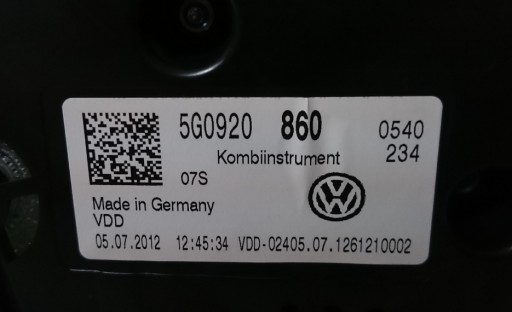 5G0920 860 0540
Kombiinstrument 234
07S
Made in Germany
VDD
05.07.2012 12:45:34 VDD-02405.07.1261210002